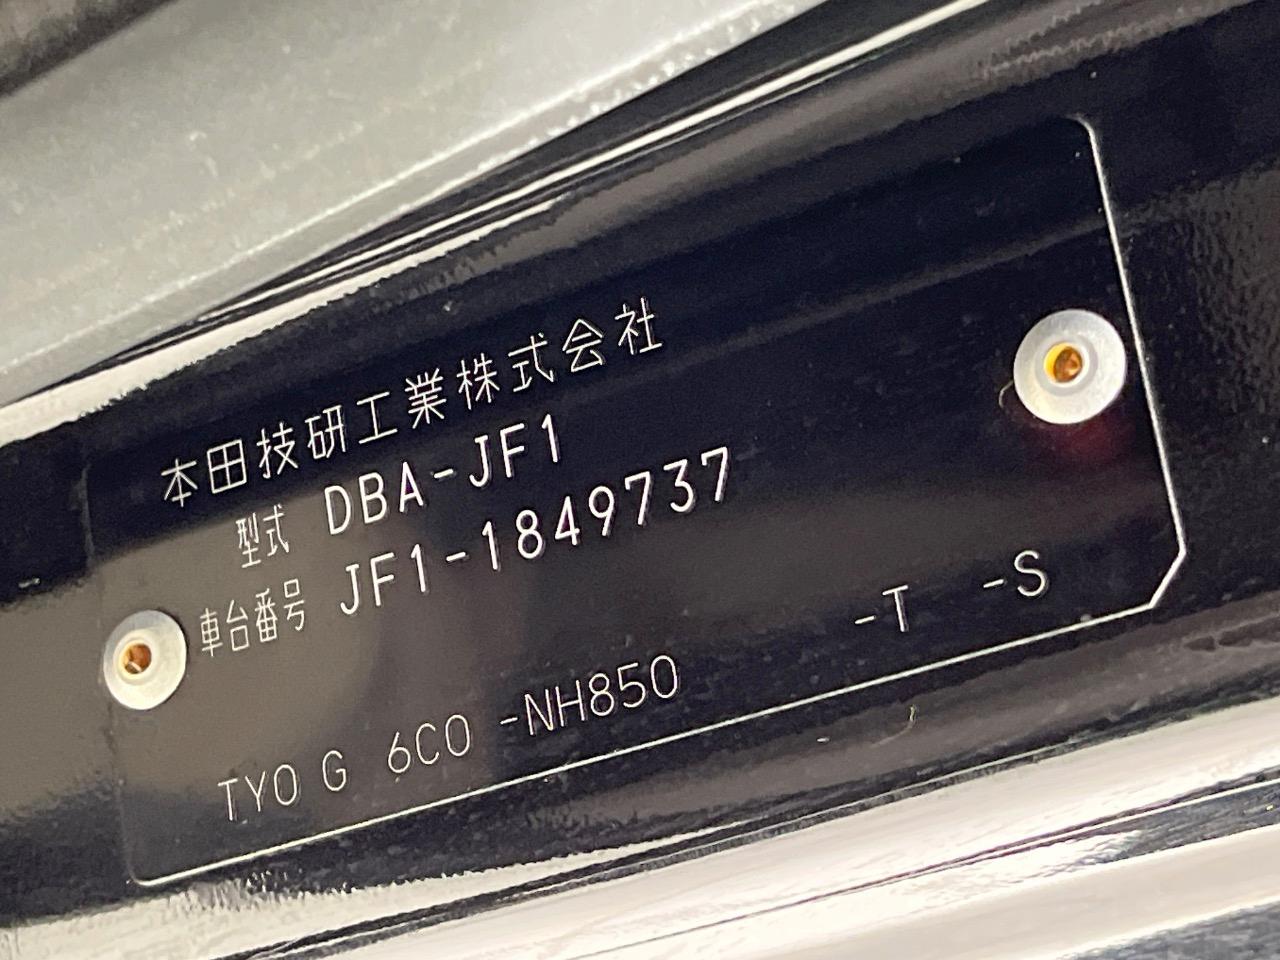 本田技研工業株式会社
型式 DBA-JF1
車台番号 JF1-1849737
-T -S
TY0 G 6C0 -NH850